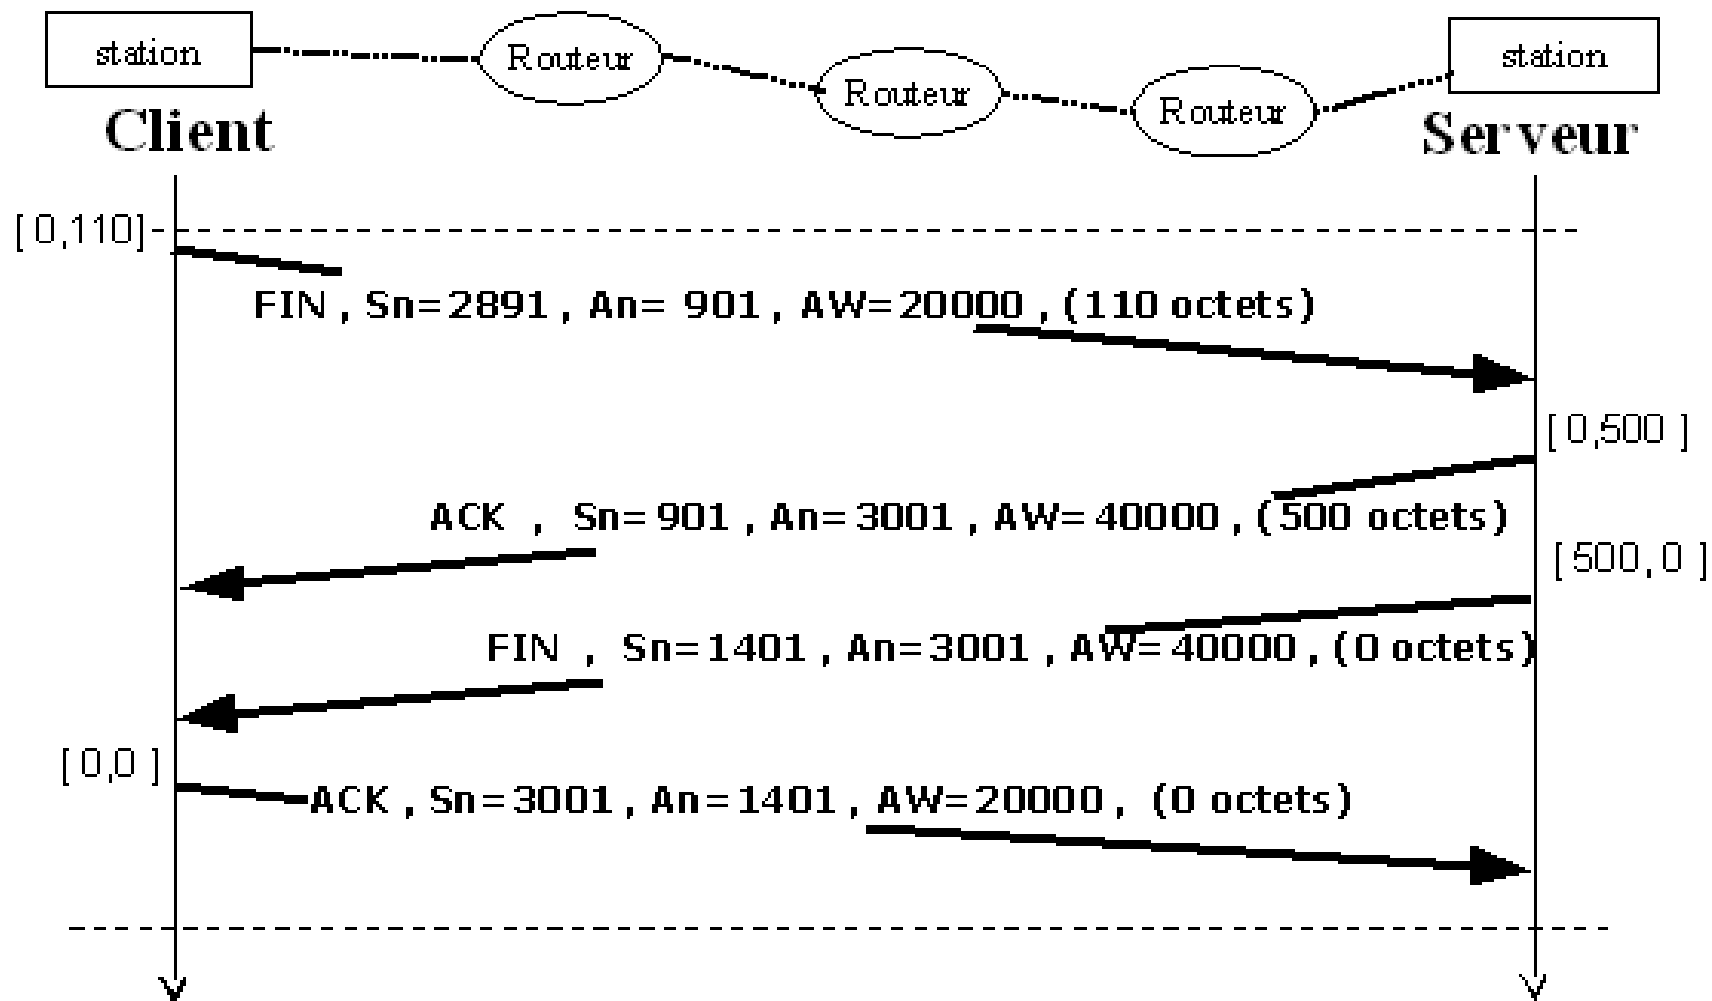 station
Routeur
Routeur
Routeur
station
Client
Serveur
[ 0,110]
FIN , Sn=2891 , An= 901 , AW=20000 , (110 octets)
[ 0,500 ]
ACK , Sn=901 , An=3001 , AW=40000 , (500 octets)
[ 500,0 ]
FIN , Sn=1401 , An=3001 , AW=40000 , (0 octets)
[ 0,0 ]
ACK , Sn=3001 , An=1401 , AW=20000 , (0 octets)